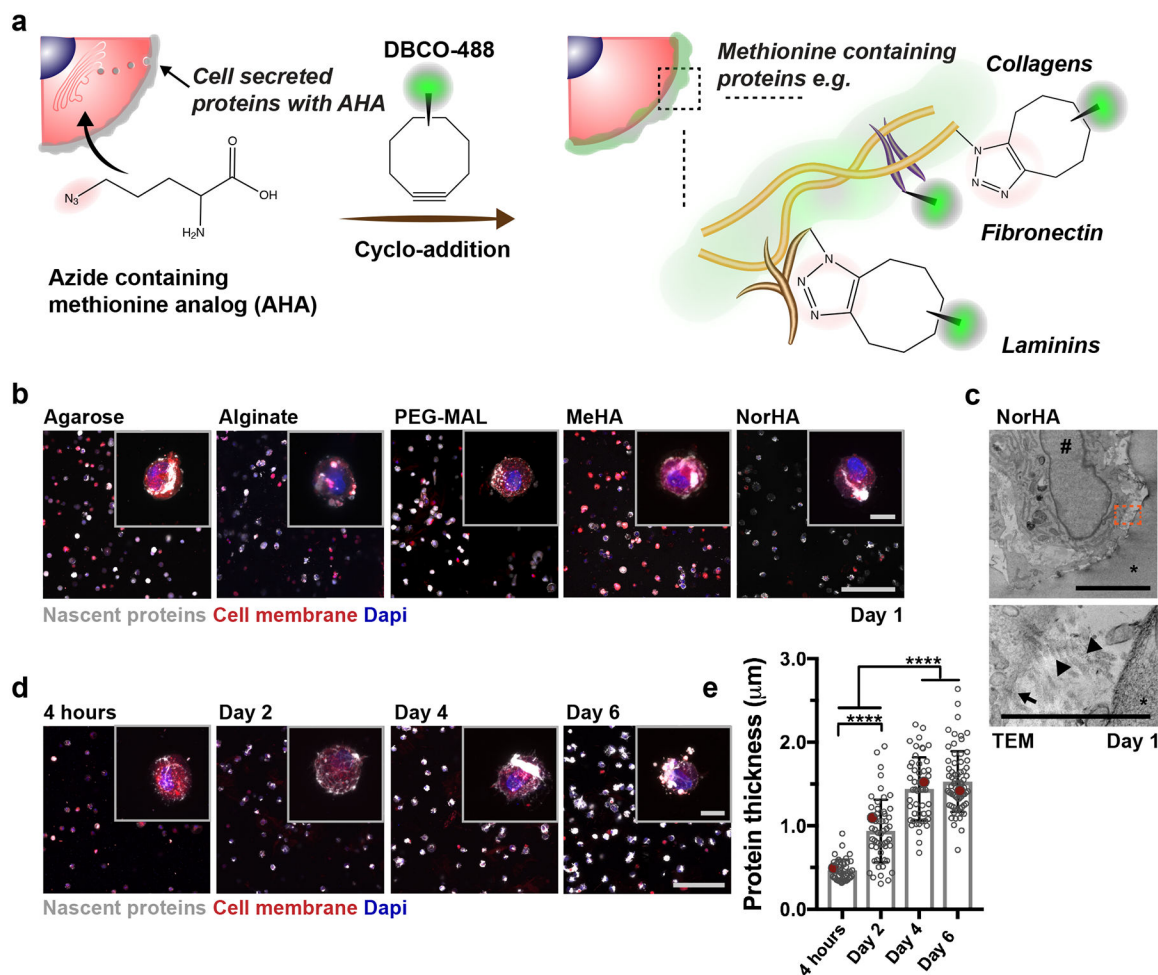 a
DBCO-488
Cell secreted
proteins with AHA
N3
O
OH
H2N
Azide containing
methionine analog (AHA)
Cyclo-addition
Methionine containing
proteins e.g.
Collagens
N
N
N
Fibronectin
N
N
N
Laminins
b
Agarose
Alginate
PEG-MAL
MeHA
NorHA
Nascent proteins Cell membrane Dapi
Day 1
c
NorHA
#
*
*
TEM
Day 1
d
4 hours
Day 2
Day 4
Day 6
Nascent proteins Cell membrane Dapi
e
Protein thickness (μm)
3.0
2.0
1.0
0.0
****
****
4 hours
Day 2
Day 4
Day 6